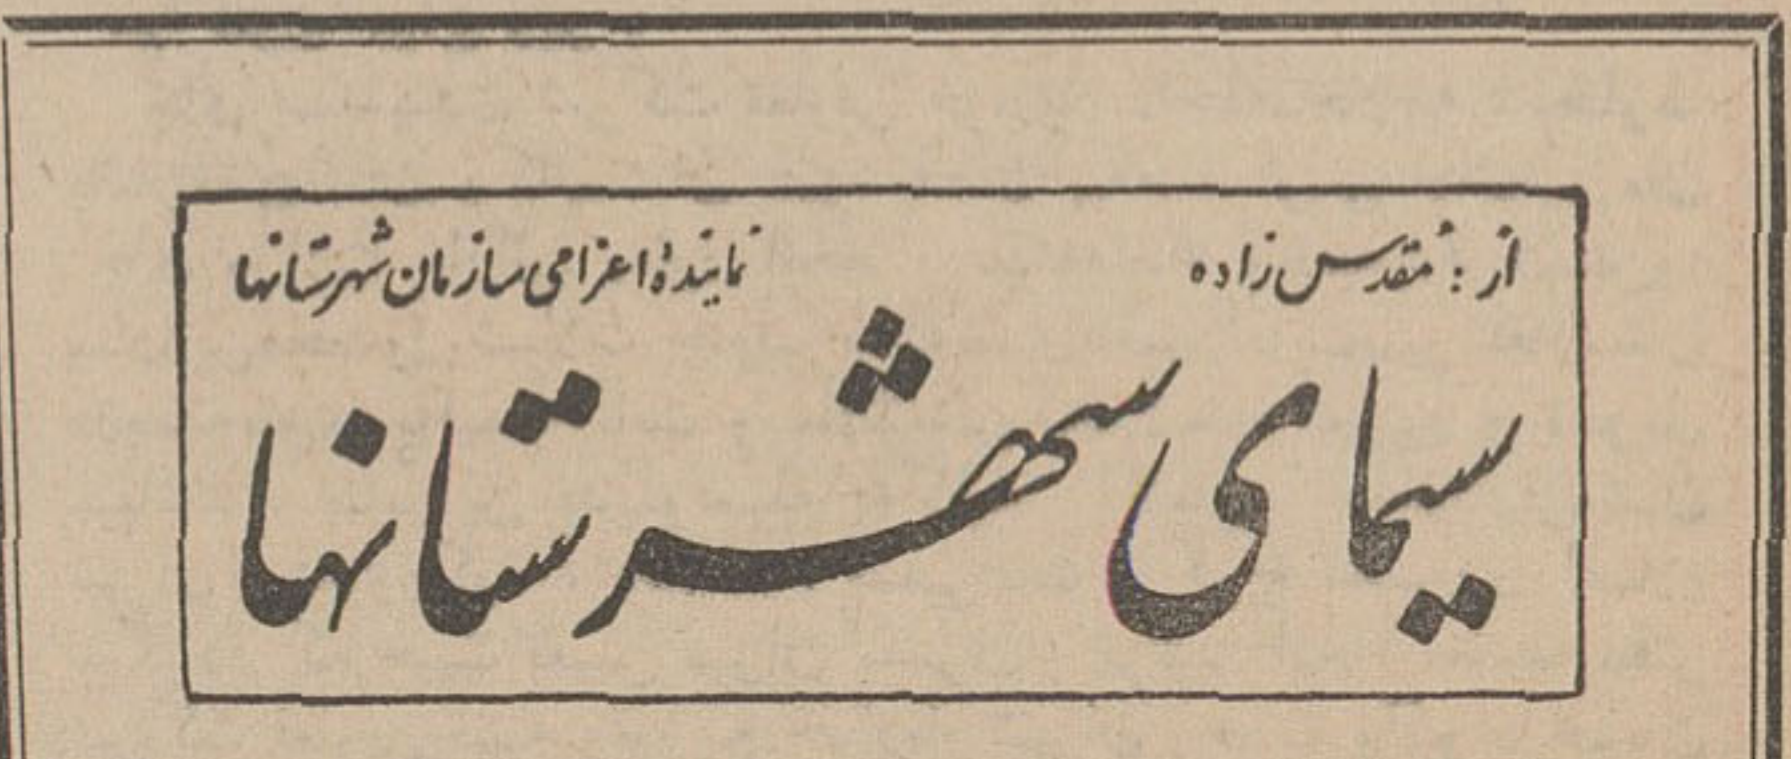 از: مقدس‌زاده نمایندهٔ اعزامی سازمان شهرستانها
سیمای شهرستانها